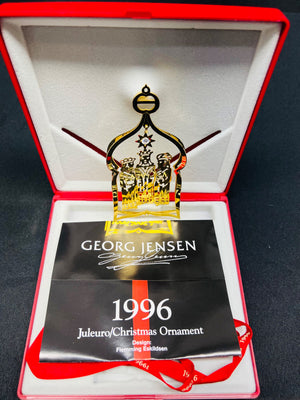 GEORG JENSEN
1996
Juleuro/Christmas Ornament
Design:
Flemming Eskildsen